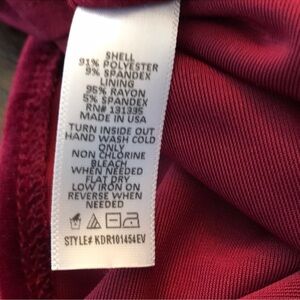 SHELL
91% POLYESTER
9% SPANDEX
LINING
95% RAYON
5% SPANDEX
RN# 131335
MADE IN USA
TURN INSIDE OUT
HAND WASH COLD
ONLY
NON CHLORINE
BLEACH
WHEN NEEDED
FLAT DRY
LOW IRON ON
REVERSE WHEN
NEEDED
STYLE# KDR101454EV